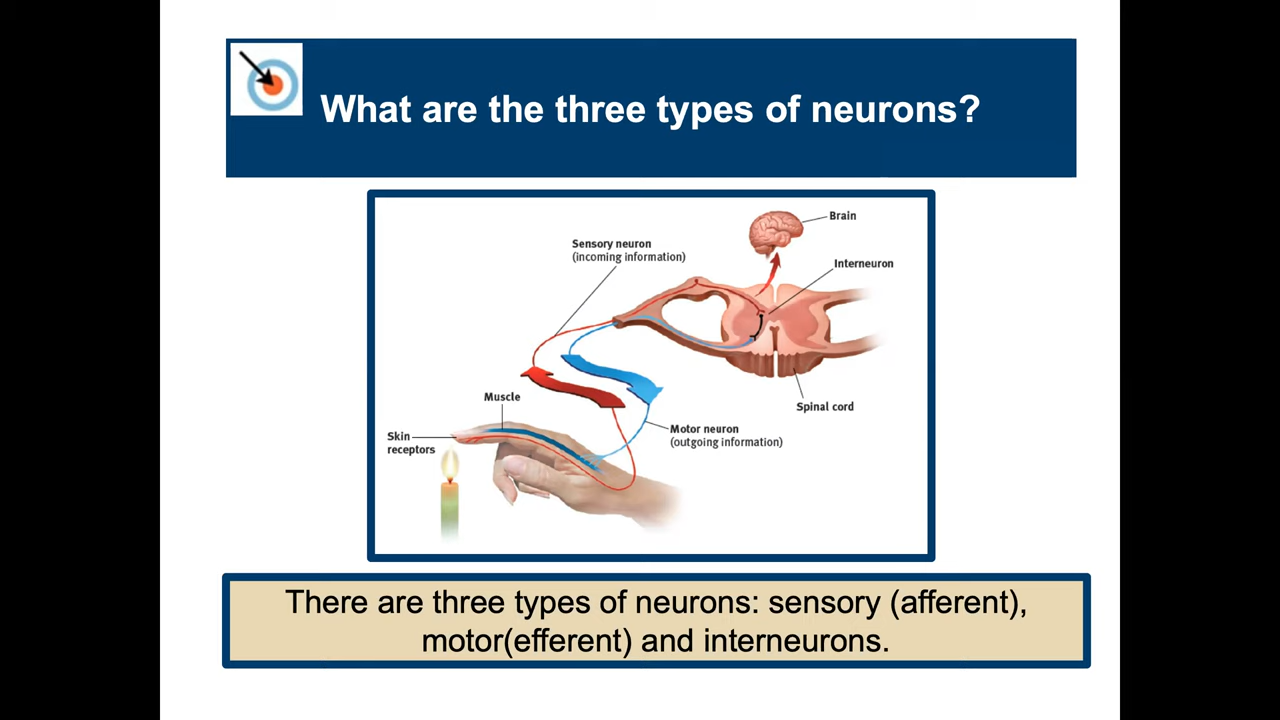 What are the three types of neurons?
Brain
Sensory neuron
(incoming information)
Interneuron
Muscle
Spinal cord
Skin
receptors
Motor neuron
(outgoing information)
There are three types of neurons: sensory (afferent),
motor(efferent) and interneurons.